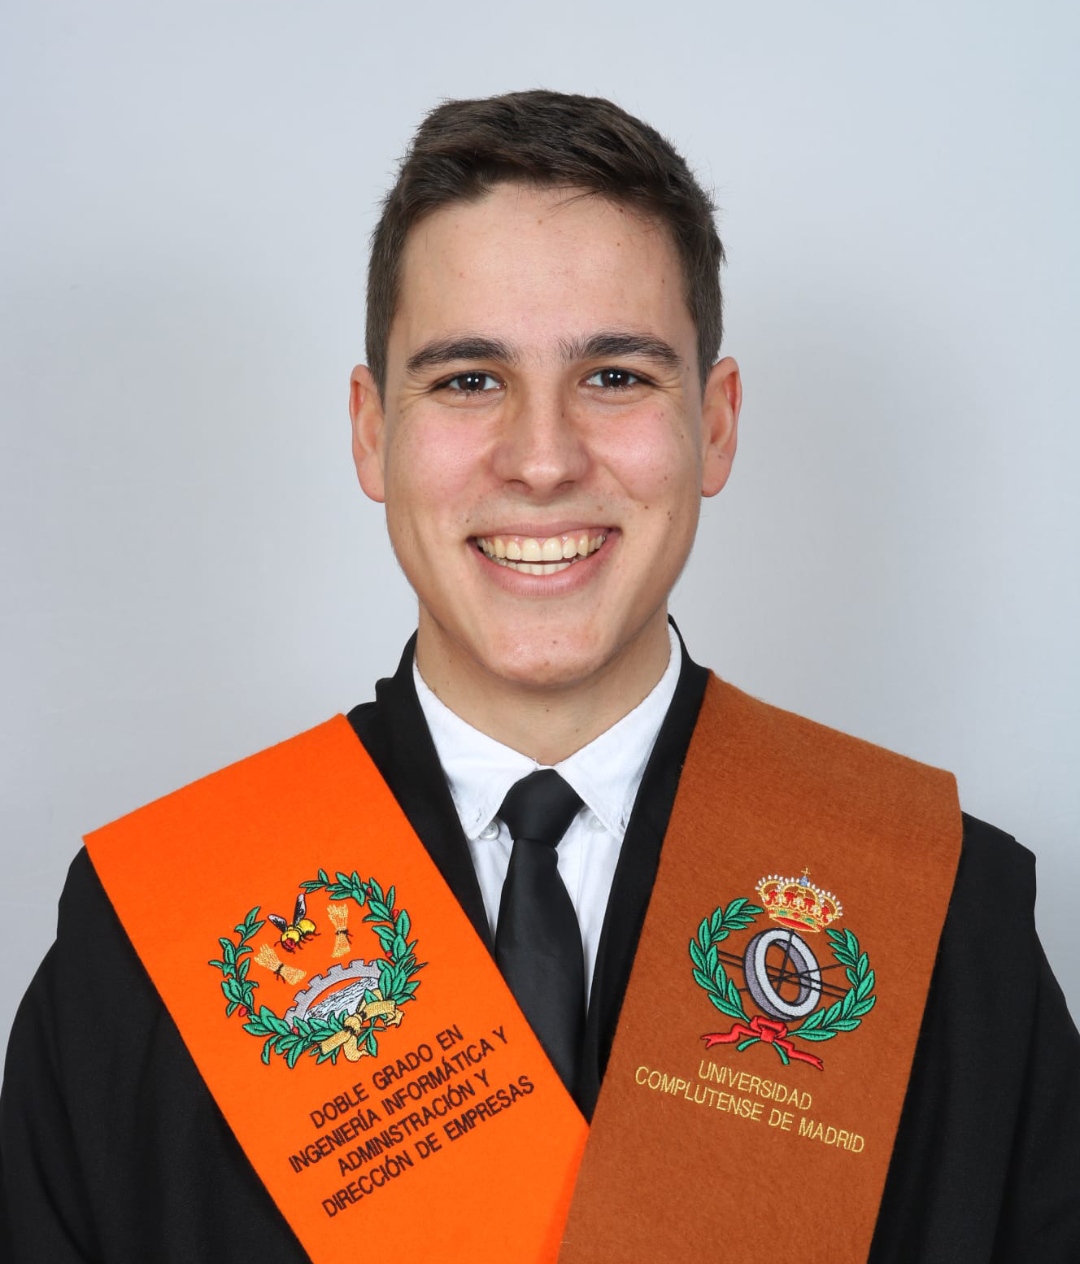 DOBLE GRADO EN
INGENIERÍA INFORMÁTICA Y
ADMINISTRACIÓN Y
DIRECCIÓN DE EMPRESAS
UNIVERSIDAD
COMPLUTENSE DE MADRID